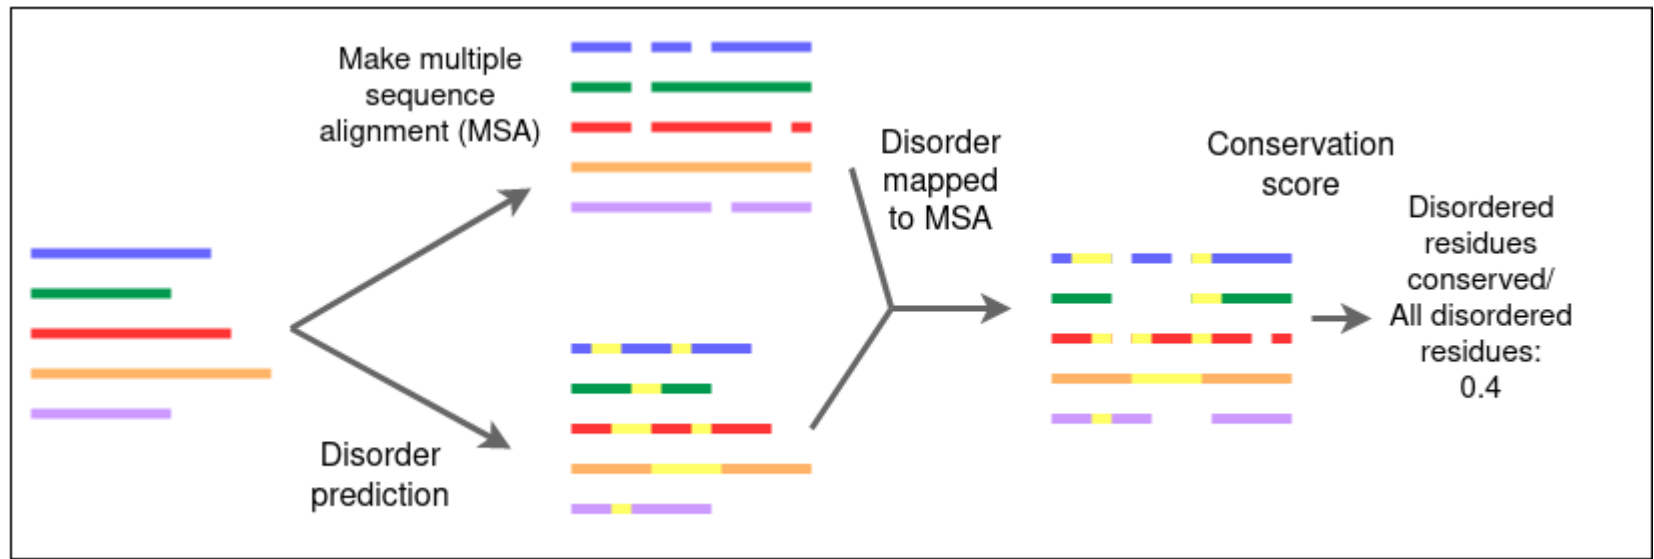 Make multiple
sequence
alignment (MSA)
Disorder
prediction
Disorder
mapped
to MSA
Conservation
score
Disordered
residues
conserved/
All disordered
residues:
0.4